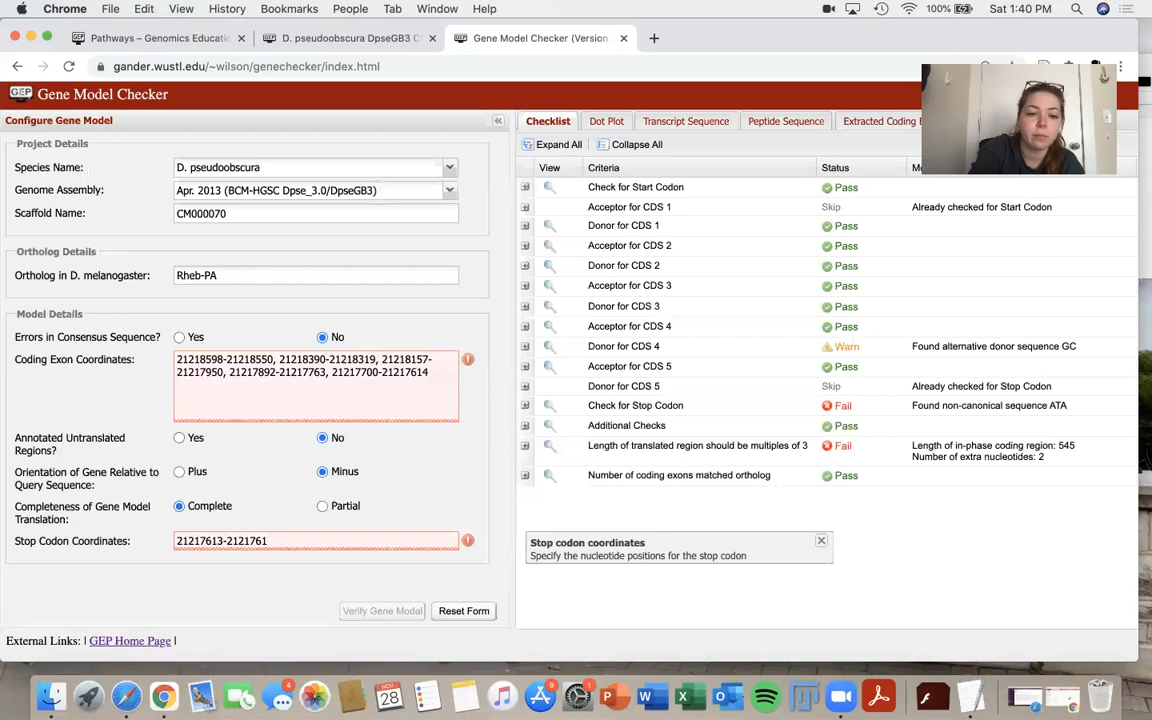 Chrome File Edit View History Bookmarks People Tab Window Help 100% Sat 1:40 PM
Pathways – Genomics Educatio
D. pseudoobscura DpseGB3 C
Gene Model Checker (Version
gander.wustl.edu/~wilson/genechecker/index.html
GEP Gene Model Checker
Configure Gene Model
Project Details
Species Name: D. pseudoobscura
Genome Assembly: Apr. 2013 (BCM-HGSC Dpse_3.0/DpseGB3)
Scaffold Name: CM000070
Ortholog Details
Ortholog in D. melanogaster: Rheb-PA
Model Details
Errors in Consensus Sequence? Yes No
Coding Exon Coordinates: 21218598-21218550, 21218390-21218319, 21218157-
21217950, 21217892-21217763, 21217700-21217614
Annotated Untranslated
Regions? Yes No
Orientation of Gene Relative to
Query Sequence: Plus Minus
Completeness of Gene Model
Translation: Complete Partial
Stop Codon Coordinates: 21217613-2121761
Verify Gene Model Reset Form
External Links: | GEP Home Page |
Checklist Dot Plot Transcript Sequence Peptide Sequence Extracted Coding E
Expand All Collapse All
View Criteria Status
Check for Start Codon Pass
Acceptor for CDS 1 Skip Already checked for Start Codon
Donor for CDS 1 Pass
Acceptor for CDS 2 Pass
Donor for CDS 2 Pass
Acceptor for CDS 3 Pass
Donor for CDS 3 Pass
Acceptor for CDS 4 Pass
Donor for CDS 4 Warn Found alternative donor sequence GC
Acceptor for CDS 5 Pass
Donor for CDS 5 Skip Already checked for Stop Codon
Check for Stop Codon Fail Found non-canonical sequence ATA
Additional Checks Pass
Length of translated region should be multiples of 3 Fail Length of in-phase coding region: 545
Number of extra nucleotides: 2
Number of coding exons matched ortholog Pass
Stop codon coordinates
Specify the nucleotide positions for the stop codon
4
NOV
28
9
1